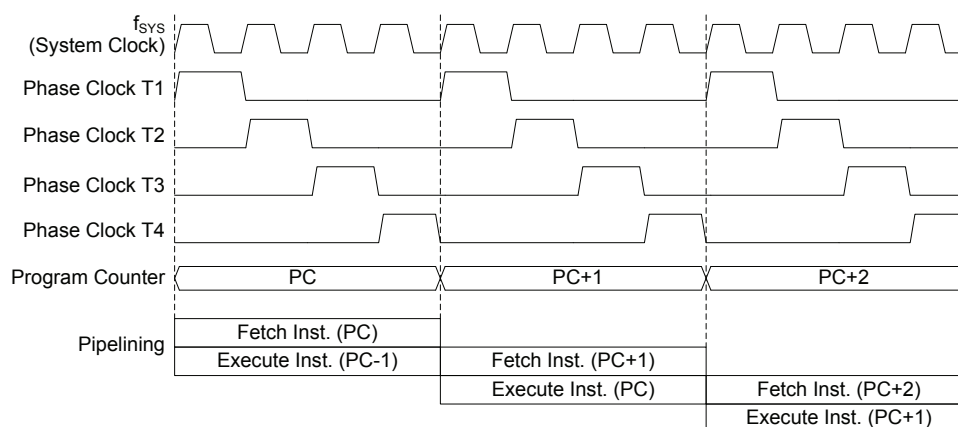 fSYS
(System Clock)
Phase Clock T1
Phase Clock T2
Phase Clock T3
Phase Clock T4
Program Counter PC PC+1 PC+2
Pipelining
Fetch Inst. (PC)
Execute Inst. (PC-1) Fetch Inst. (PC+1)
Execute Inst. (PC) Fetch Inst. (PC+2)
Execute Inst. (PC+1)